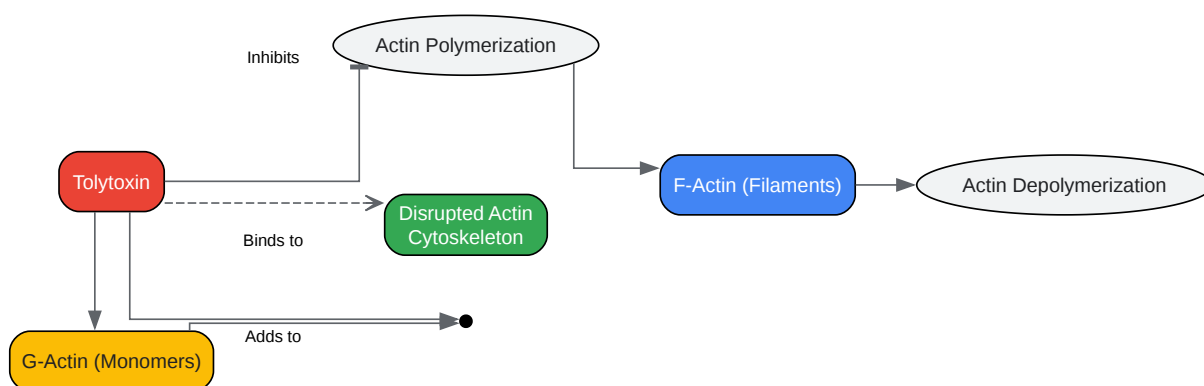 Actin Polymerization
Inhibits
Tolytoxin
F-Actin (Filaments)
Actin Depolymerization
Disrupted Actin
Cytoskeleton
Binds to
Adds to
G-Actin (Monomers)